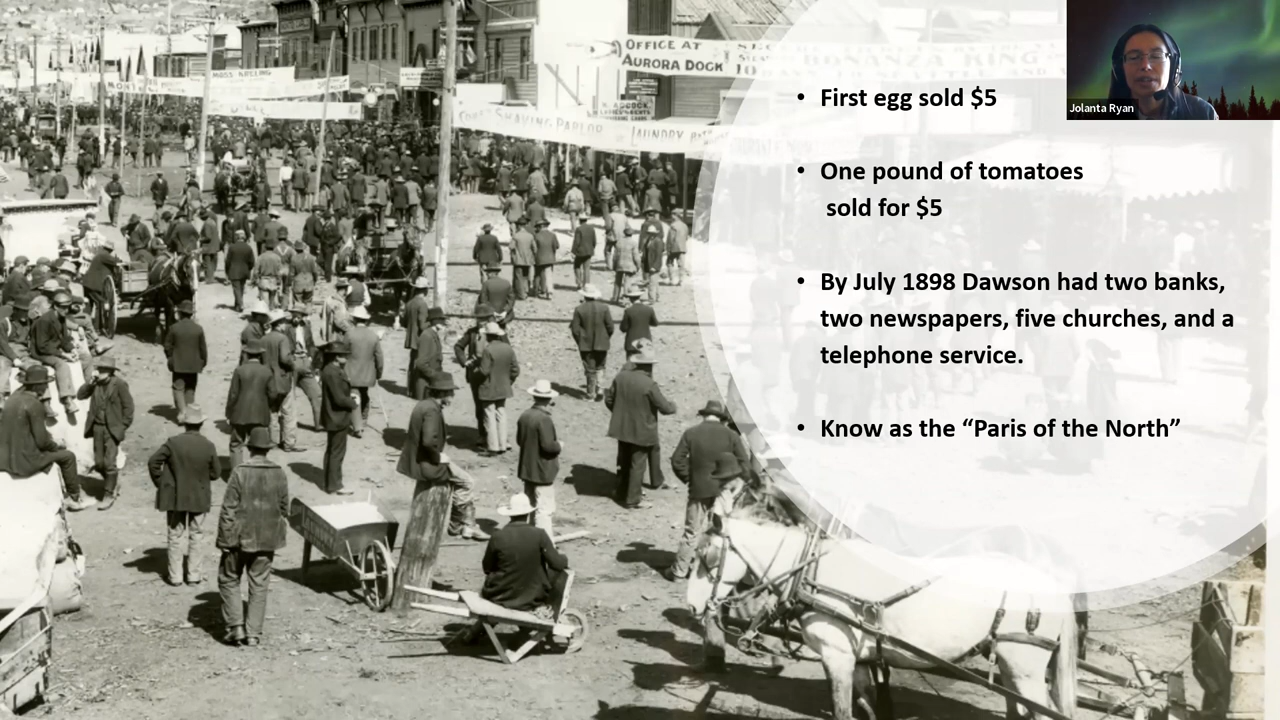 OFFICE AT
AURORA DOCK
BONANZA KING
MASS MEETING
SHAVING PARLOR
LAUNDRY
• First egg sold $5
• One pound of tomatoes
sold for $5
• By July 1898 Dawson had two banks,
two newspapers, five churches, and a
telephone service.
• Know as the “Paris of the North”
Jolanta Ryan